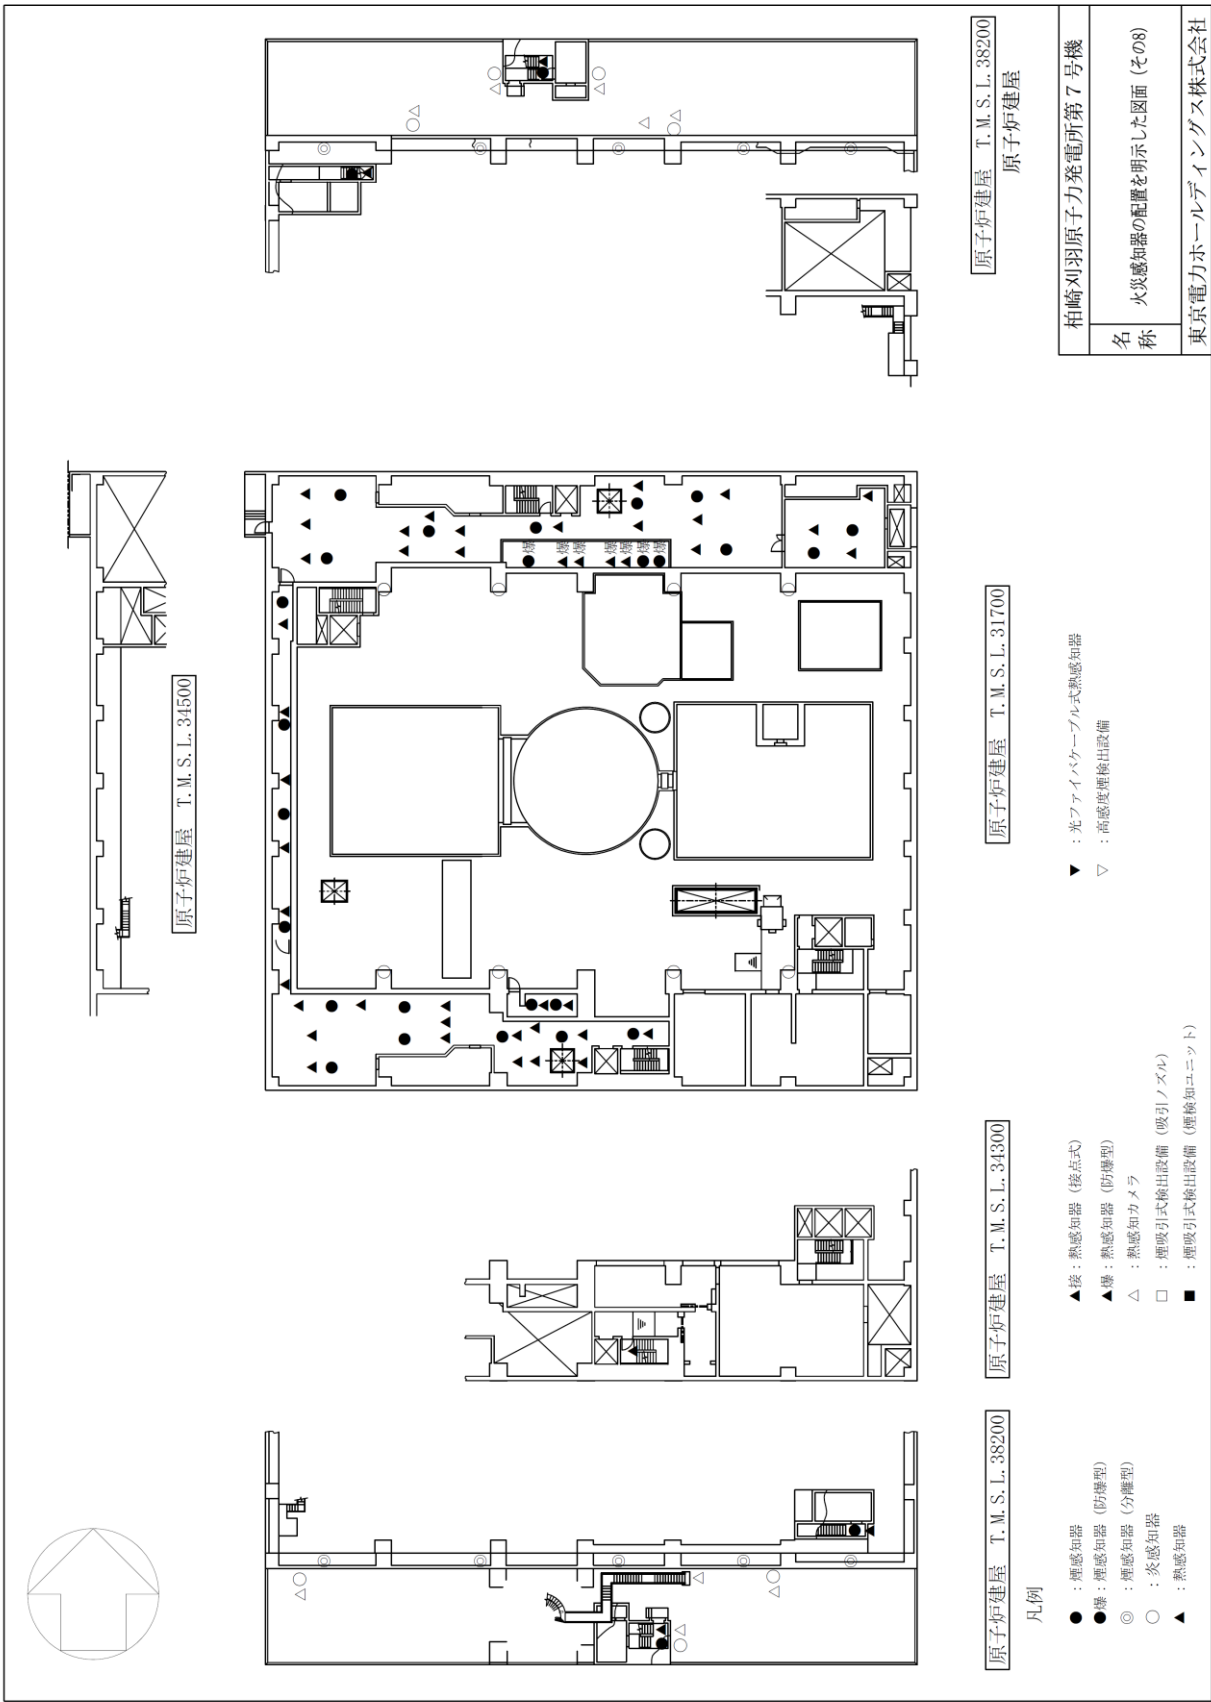 原子炉建屋 T.M.S.L.34500
原子炉建屋 T.M.S.L.38200
原子炉建屋 T.M.S.L.34300
爆
爆
爆
爆
爆
爆
爆
原子炉建屋 T.M.S.L.31700
原子炉建屋 T.M.S.L.38200
原子炉建屋
凡例
● : 煙感知器
●爆 : 煙感知器 (防爆型)
◎ : 煙感知器 (分離型)
○ : 炎感知器
▲ : 熱感知器
▲接 : 熱感知器 (接点式)
▲爆 : 熱感知器 (防爆型)
△ : 熱感知カメラ
□ : 煙吸引式検出設備 (吸引ノズル)
■ : 煙吸引式検出設備 (煙検知ユニット)
▼ : 光ファイバケーブル式熱感知器
▽ : 高感度煙検出設備
柏崎刈羽原子力発電所第7号機
名称
火災感知器の配置を明示した図面 (その8)
東京電力ホールディングス株式会社